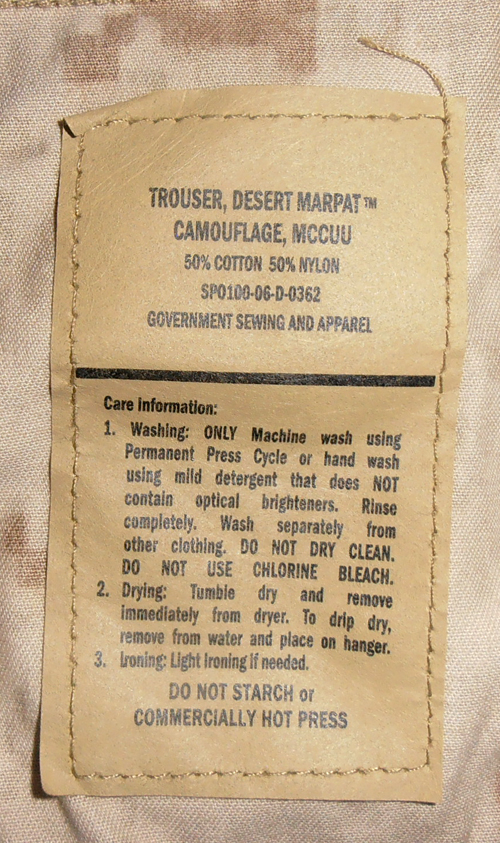 TROUSER, DESERT MARPAT™
CAMOUFLAGE, MCCUU
50% COTTON 50% NYLON
SPO100-06-D-0362
GOVERNMENT SEWING AND APPAREL
Care information:
1. Washing: ONLY Machine wash using
Permanent Press Cycle or hand wash
using mild detergent that does NOT
contain optical brighteners. Rinse
completely. Wash separately from
other clothing. DO NOT DRY CLEAN.
DO NOT USE CHLORINE BLEACH.
2. Drying: Tumble dry and remove
immediately from dryer. To drip dry,
remove from water and place on hanger.
3. Ironing: Light Ironing if needed.
DO NOT STARCH or
COMMERCIALLY HOT PRESS